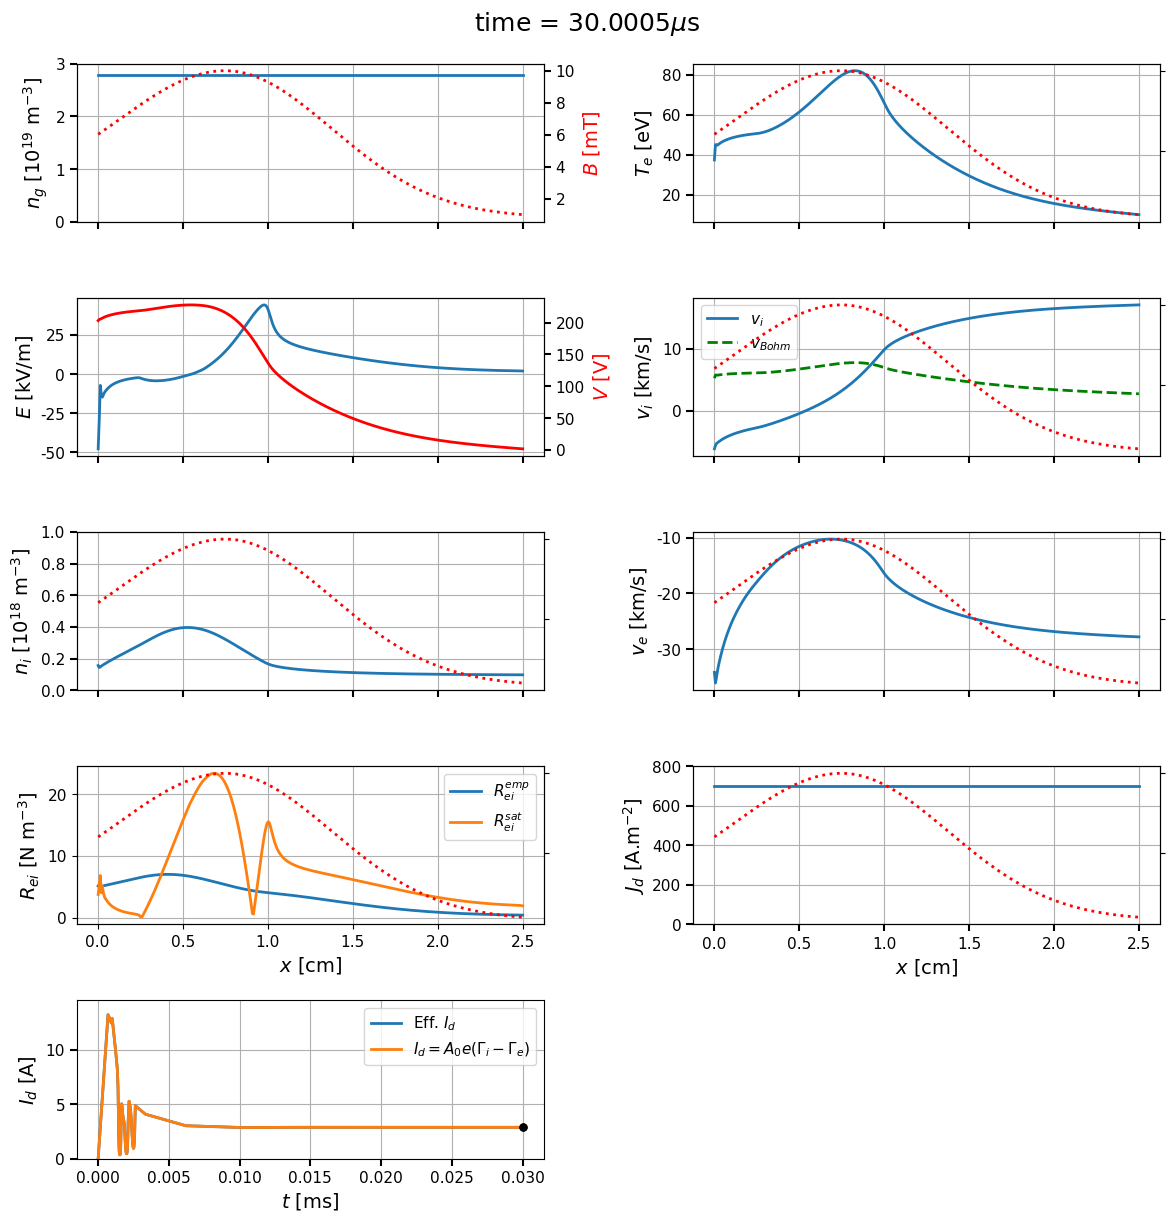 time = 30.0005μs
3
2
1
0
n_g [10^19 m^−3]
10
8
6
4
2
B [mT]
80
60
40
20
T_e [eV]
25
0
-25
-50
E [kV/m]
200
150
100
50
0
V [V]
10
0
v_i [km/s]
v_i
v_Bohm
1.0
0.8
0.6
0.4
0.2
0.0
n_i [10^18 m^−3]
-10
-20
-30
v_e [km/s]
20
10
0
R_ei [N m^−3]
R_ei^emp
R_ei^sat
0.0 0.5 1.0 1.5 2.0 2.5
x [cm]
800
600
400
200
0
J_d [A.m^−2]
0.0 0.5 1.0 1.5 2.0 2.5
x [cm]
10
5
0
I_d [A]
Eff. I_d
I_d = A_0e(Γ_i − Γ_e)
0.000 0.005 0.010 0.015 0.020 0.025 0.030
t [ms]